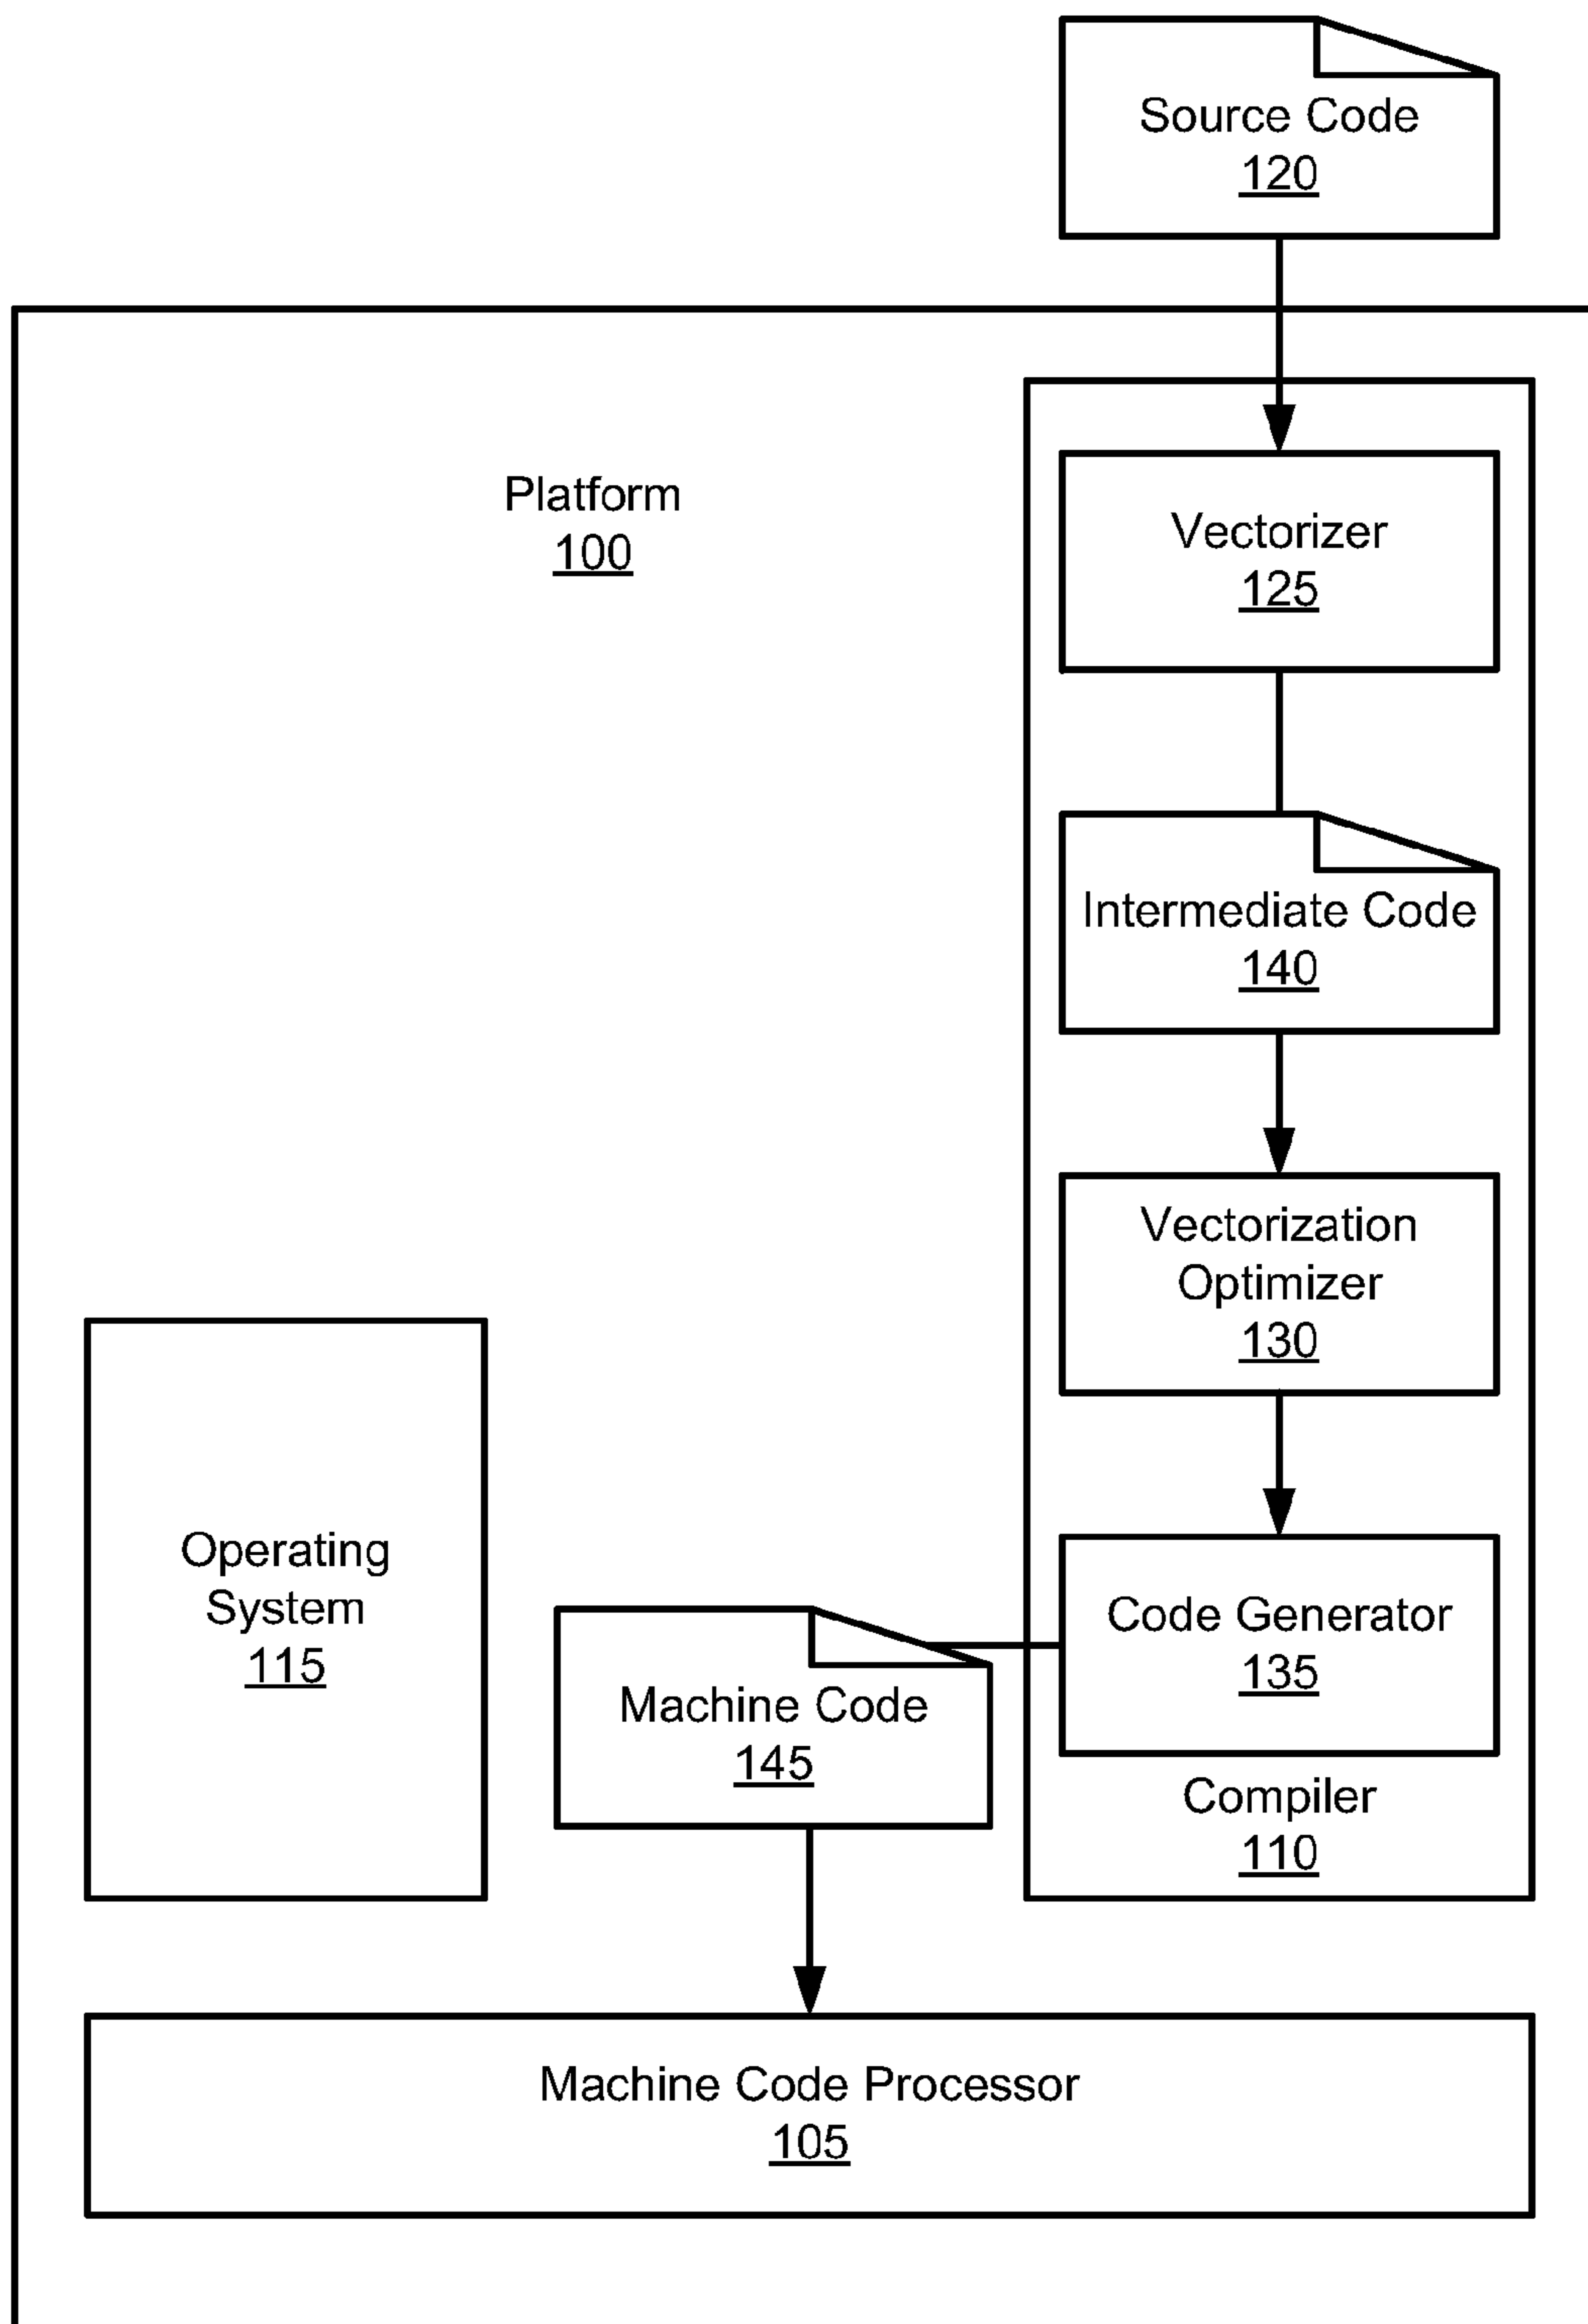 Source Code
120
Platform
100
Vectorizer
125
Intermediate Code
140
Vectorization
Optimizer
130
Operating
System
115
Code Generator
135
Machine Code
145
Compiler
110
Machine Code Processor
105